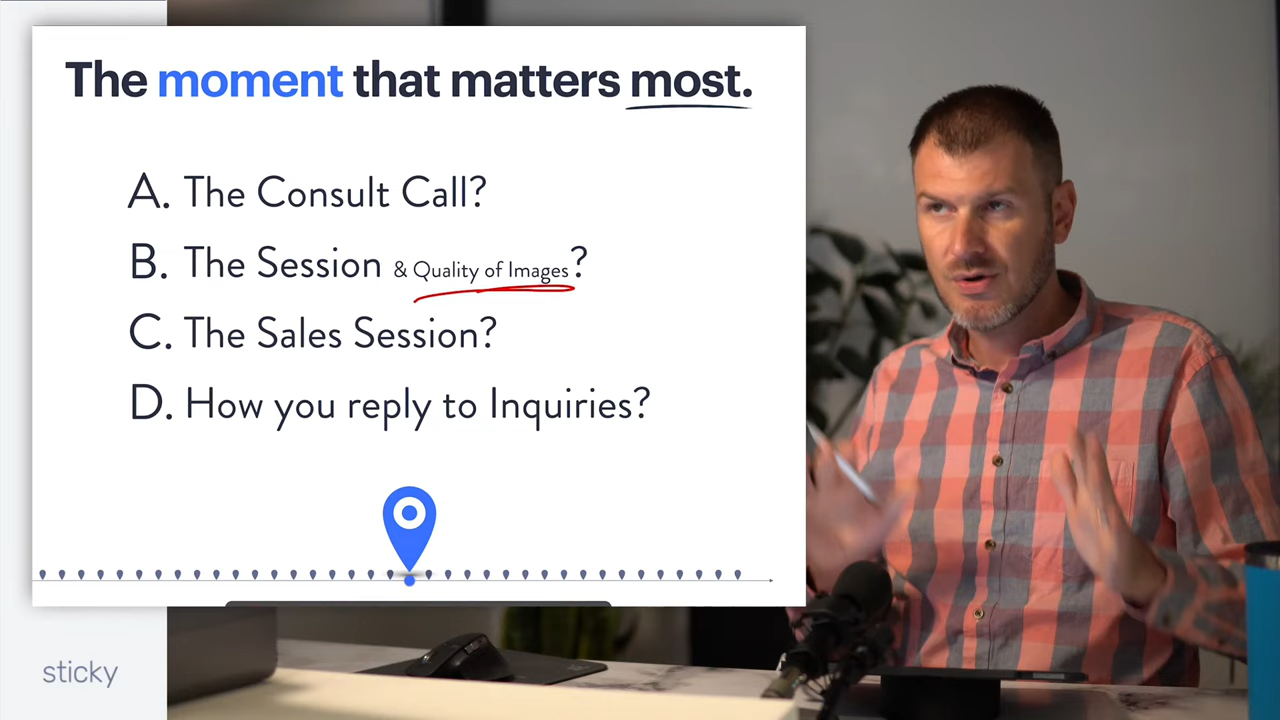 The moment that matters most.
A. The Consult Call?
B. The Session & Quality of Images?
C. The Sales Session?
D. How you reply to Inquiries?
sticky